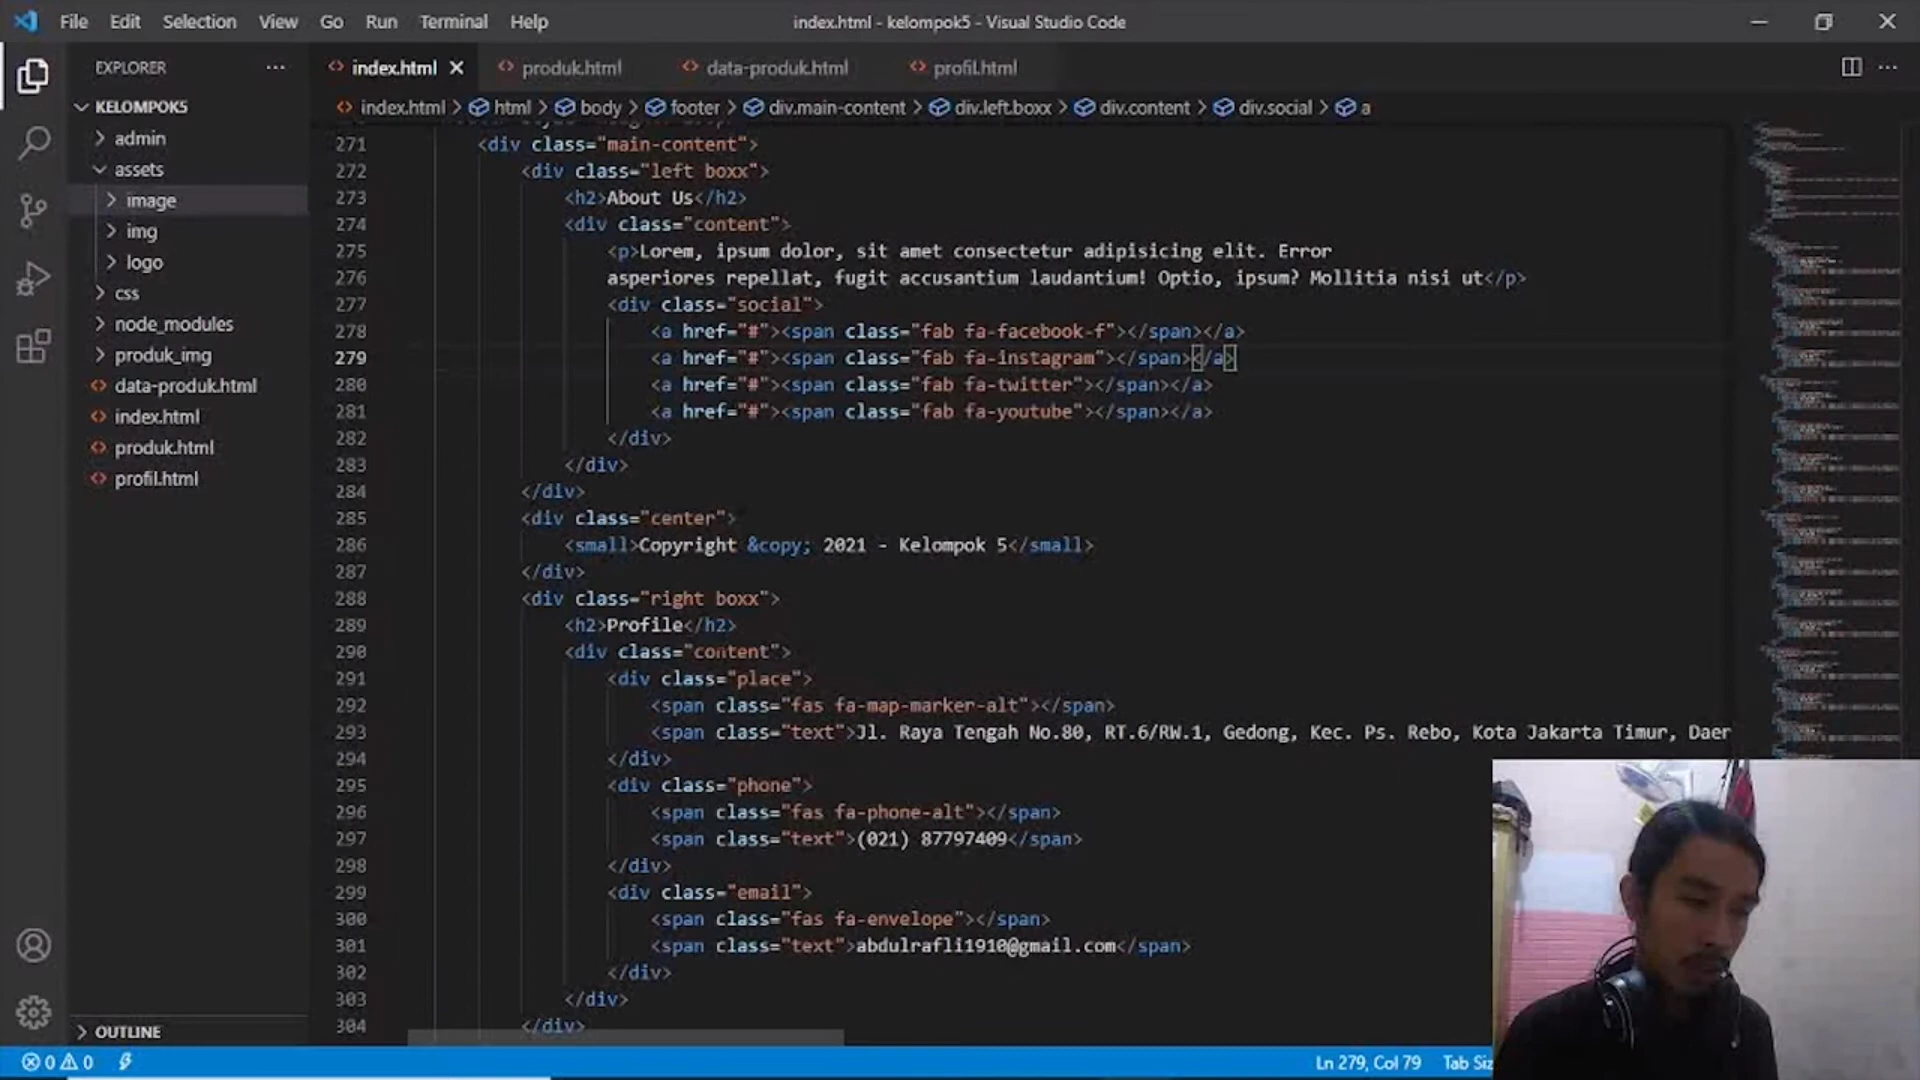 File Edit Selection View Go Run Terminal Help index.html - kelompok5 - Visual Studio Code
EXPLORER
index.html produk.html data-produk.html profil.html
KELOMPOK5
index.html > html > body > footer > div.main-content > div.left.boxx > div.content > div.social > a
admin
assets
image
img
logo
css
node_modules
produk_img
data-produk.html
index.html
produk.html
profil.html
OUTLINE
271 <div class="main-content">
272 <div class="left boxx">
273 <h2>About Us</h2>
274 <div class="content">
275 <p>Lorem, ipsum dolor, sit amet consectetur adipisicing elit. Error
276 asperiores repellat, fugit accusantium laudantium! Optio, ipsum? Mollitia nisi ut</p>
277 <div class="social">
278 <a href="#"><span class="fab fa-facebook-f"></span></a>
279 <a href="#"><span class="fab fa-instagram"></span></a>
280 <a href="#"><span class="fab fa-twitter"></span></a>
281 <a href="#"><span class="fab fa-youtube"></span></a>
282 </div>
283 </div>
284 </div>
285 <div class="center">
286 <small>Copyright &copy; 2021 - Kelompok 5</small>
287 </div>
288 <div class="right boxx">
289 <h2>Profile</h2>
290 <div class="content">
291 <div class="place">
292 <span class="fas fa-map-marker-alt"></span>
293 <span class="text">Jl. Raya Tengah No.80, RT.6/RW.1, Gedong, Kec. Ps. Rebo, Kota Jakarta Timur, Daer
294 </div>
295 <div class="phone">
296 <span class="fas fa-phone-alt"></span>
297 <span class="text">(021) 87797409</span>
298 </div>
299 <div class="email">
300 <span class="fas fa-envelope"></span>
301 <span class="text">abdulrafli1910@gmail.com</span>
302 </div>
303 </div>
304 </div>
0 0 Ln 279, Col 79 Tab Siz